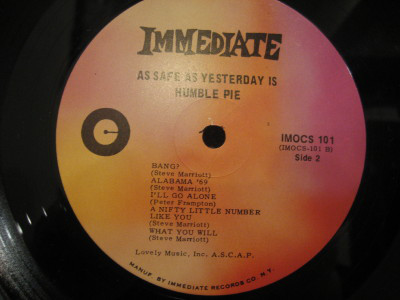 IMMEDIATE
AS SAFE AS YESTERDAY IS
HUMBLE PIE
IMOCS 101
(IMOCS-101 B)
Side 2
BANG?
(Steve Marriott)
ALABAMA '69
(Steve Marriott)
I'LL GO ALONE
(Peter Frampton)
A NIFTY LITTLE NUMBER
LIKE YOU
(Steve Marriott)
WHAT YOU WILL
(Steve Marriott)
Lovely Music, Inc. A.S.C.A.P.
MANUF. BY IMMEDIATE RECORDS CO. N.Y.